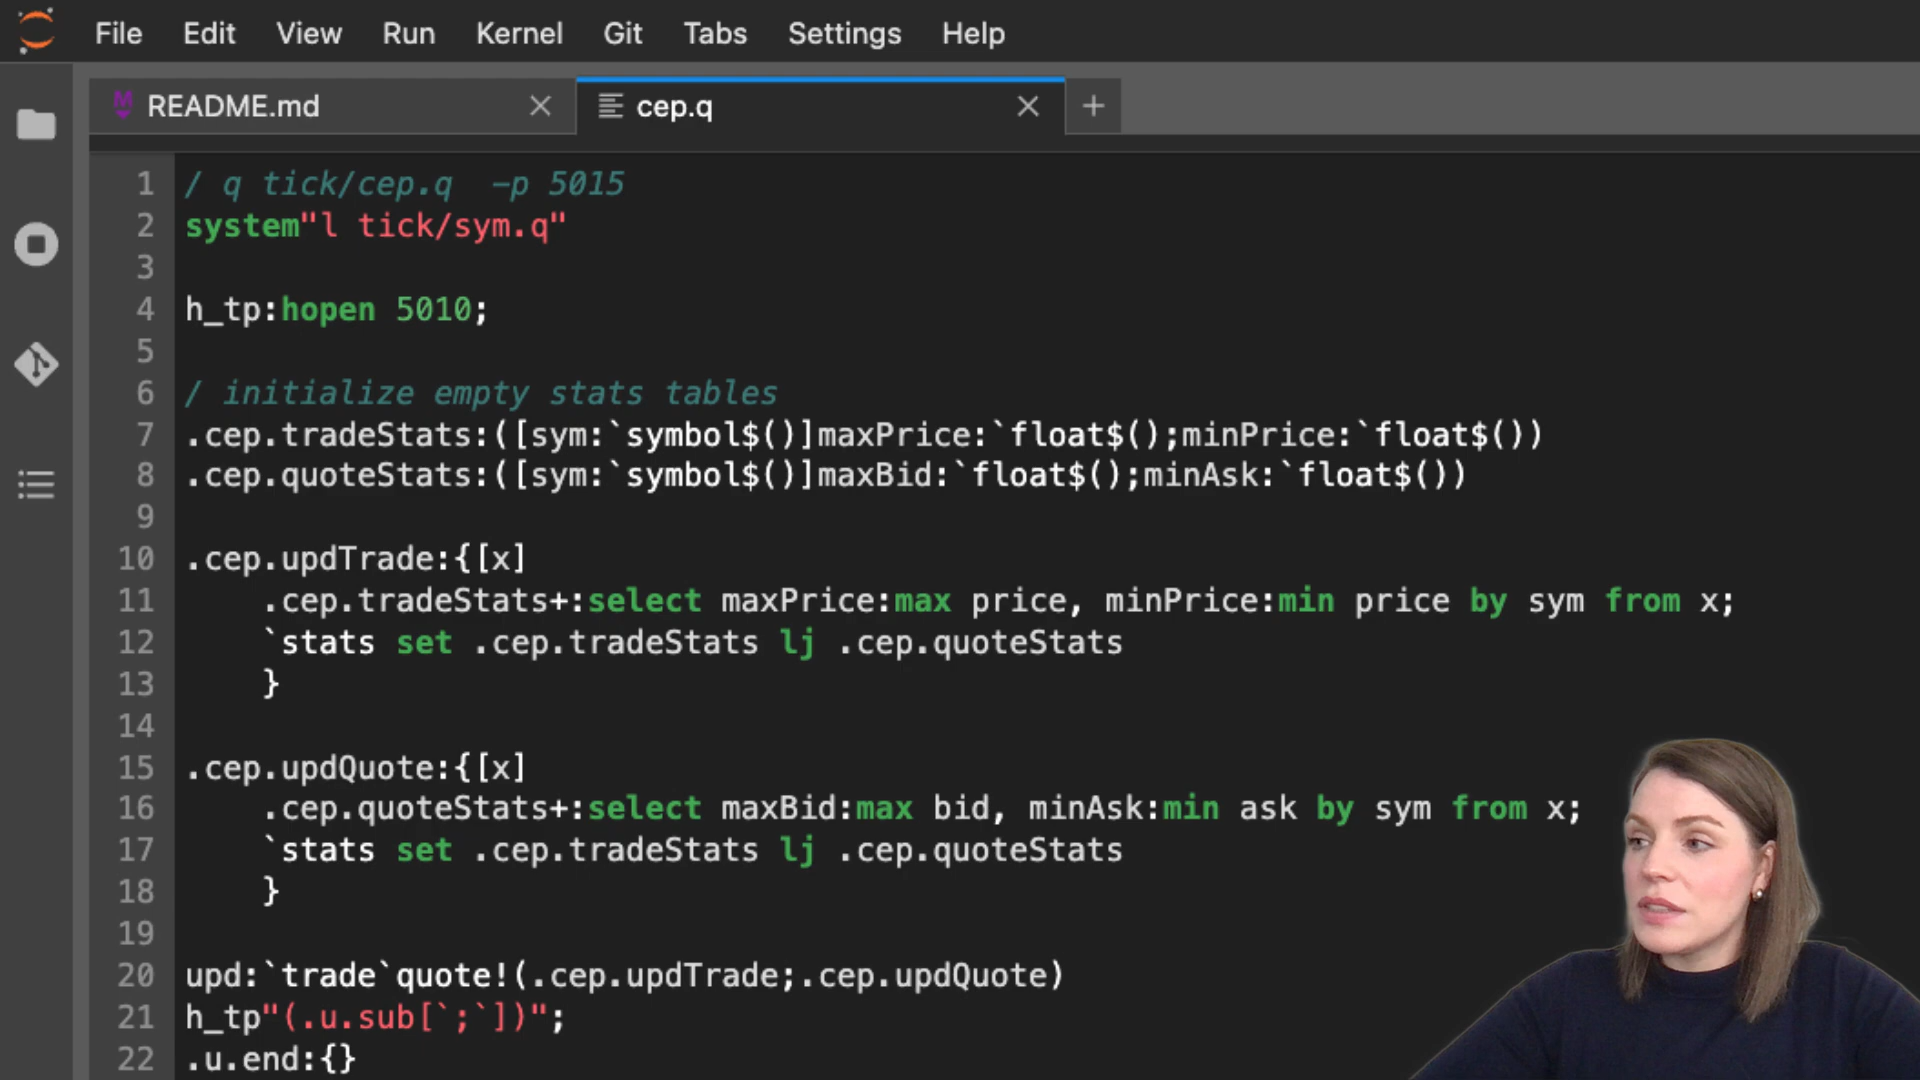 File Edit View Run Kernel Git Tabs Settings Help
README.md cep.q
1 / q tick/cep.q  -p 5015
2 system"l tick/sym.q"
3
4 h_tp:hopen 5010;
5
6 / initialize empty stats tables
7 .cep.tradeStats:([sym:`symbol$()]maxPrice:`float$();minPrice:`float$())
8 .cep.quoteStats:([sym:`symbol$()]maxBid:`float$();minAsk:`float$())
9
10 .cep.updTrade:{[x]
11     .cep.tradeStats+:select maxPrice:max price, minPrice:min price by sym from x;
12     `stats set .cep.tradeStats lj .cep.quoteStats
13     }
14
15 .cep.updQuote:{[x]
16     .cep.quoteStats+:select maxBid:max bid, minAsk:min ask by sym from x;
17     `stats set .cep.tradeStats lj .cep.quoteStats
18     }
19
20 upd:`trade`quote!(.cep.updTrade;.cep.updQuote)
21 h_tp"(.u.sub[`;`])";
22 .u.end:{}